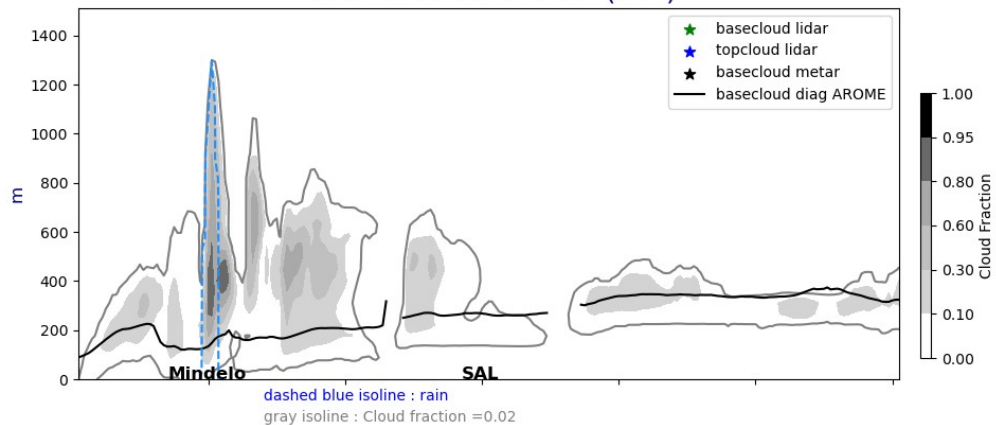 1400
1200
1000
800
600
400
200
0
m
basecloud lidar
topcloud lidar
basecloud metar
basecloud diag AROME
1.00
0.95
0.80
0.60
0.30
0.10
0.00
Cloud Fraction
Mindelo
SAL
dashed blue isoline : rain
gray isoline : Cloud fraction =0.02